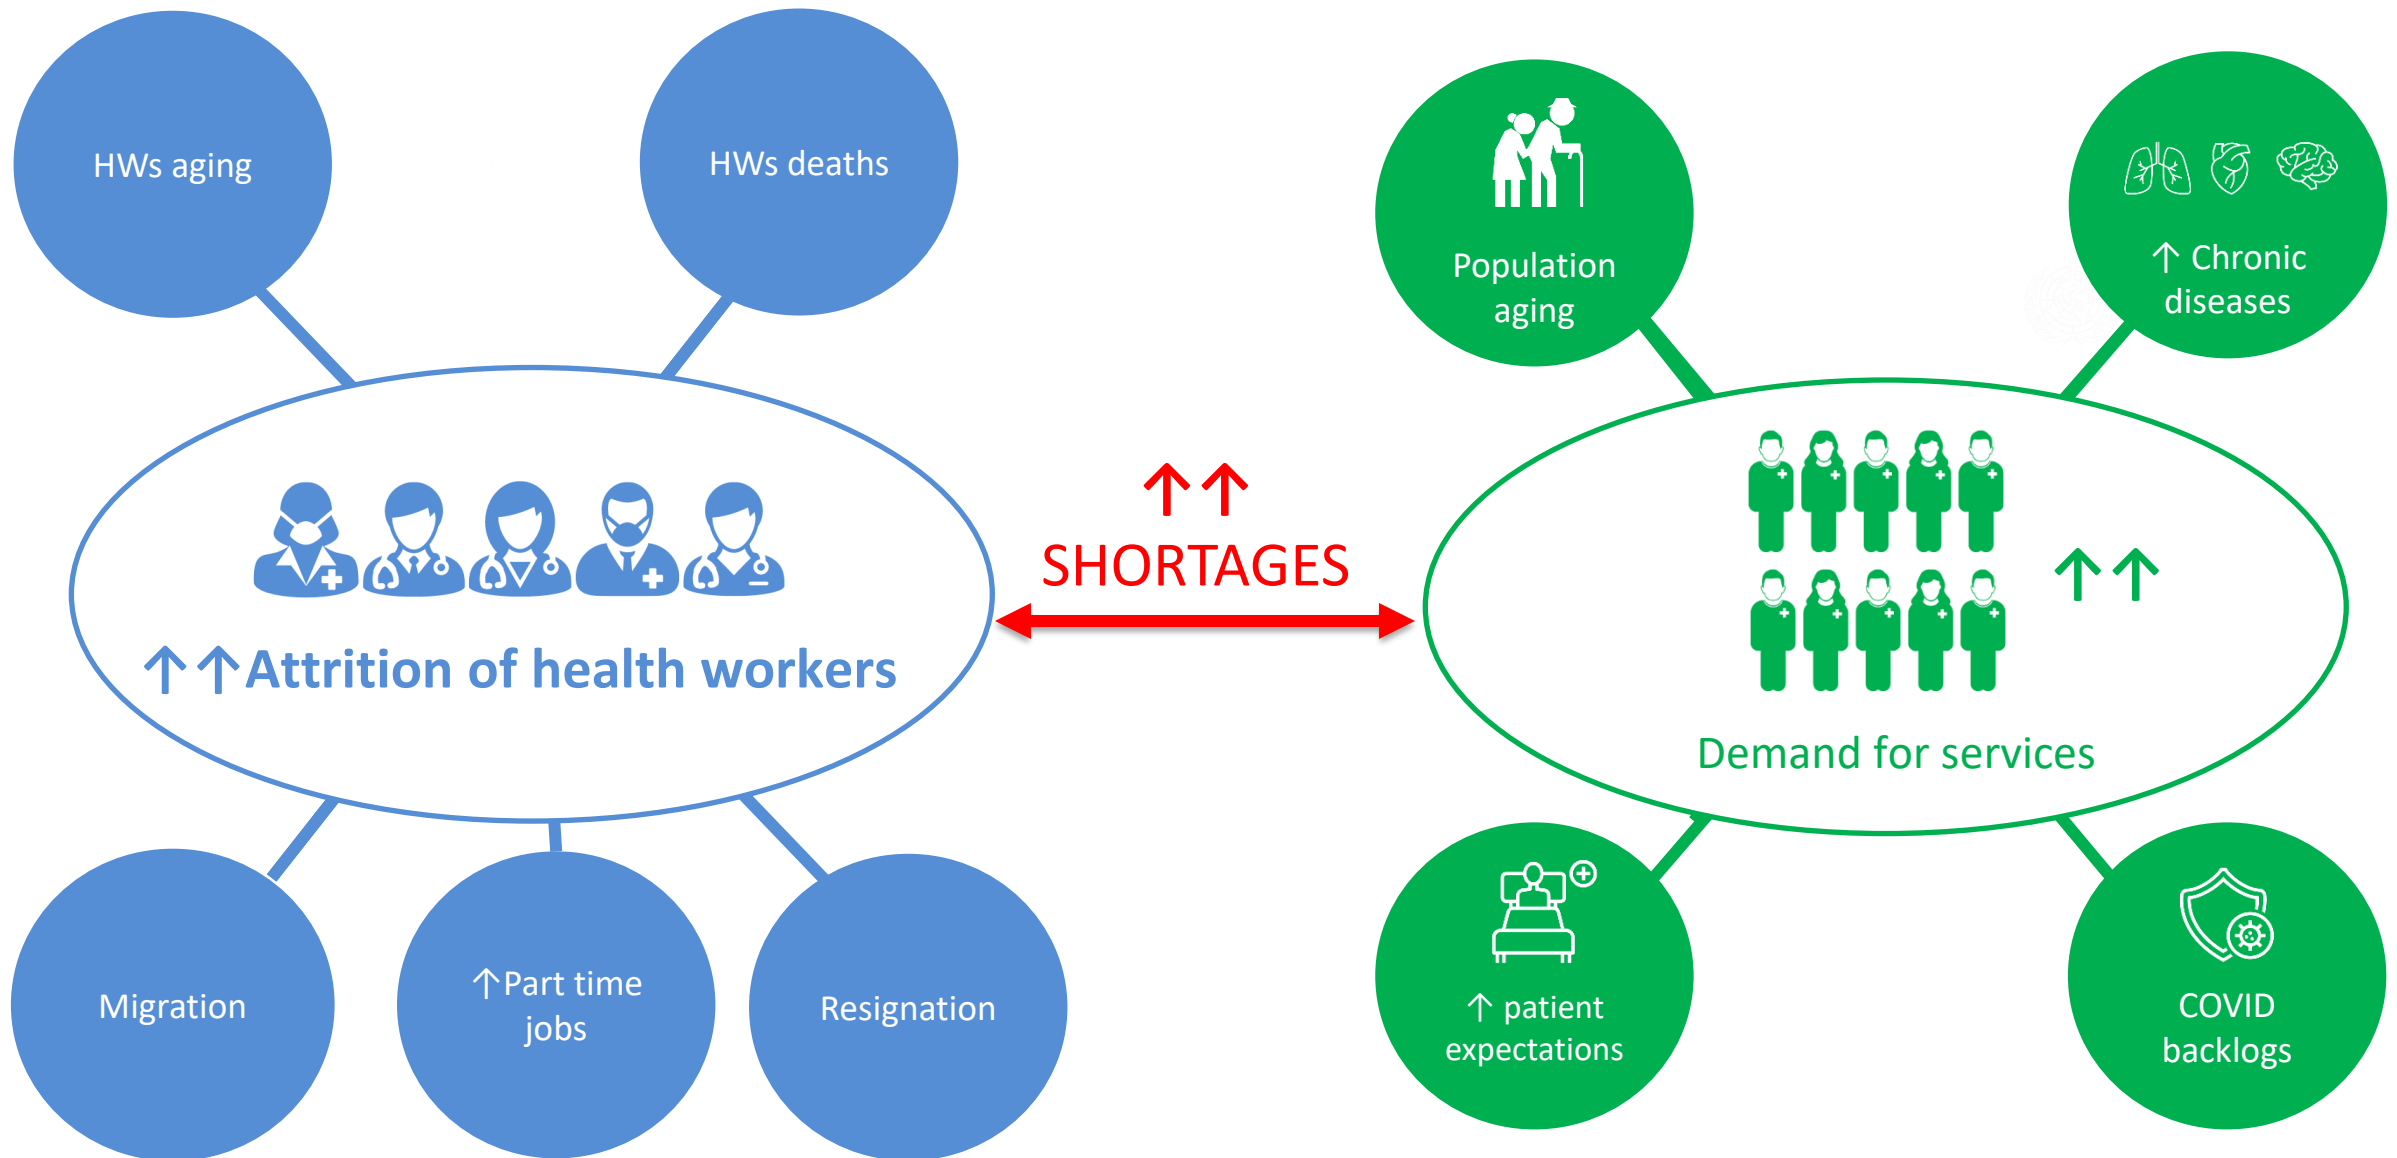 HWs aging
HWs deaths
↑↑Attrition of health workers
Migration
↑Part time
jobs
Resignation
↑↑
SHORTAGES
Population
aging
↑ Chronic
diseases
↑↑
Demand for services
↑ patient
expectations
COVID
backlogs